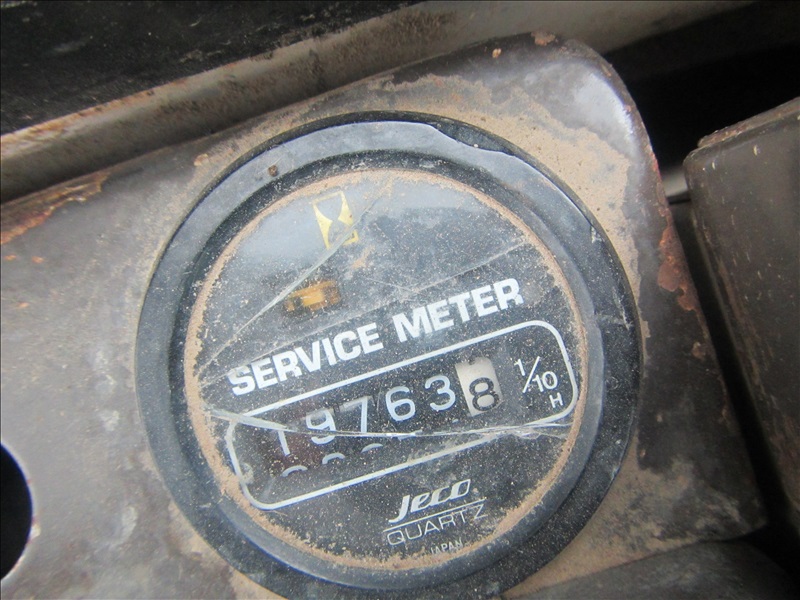 SERVICE METER
197638 1/10
H
Jeco
QUARTZ
JAPAN